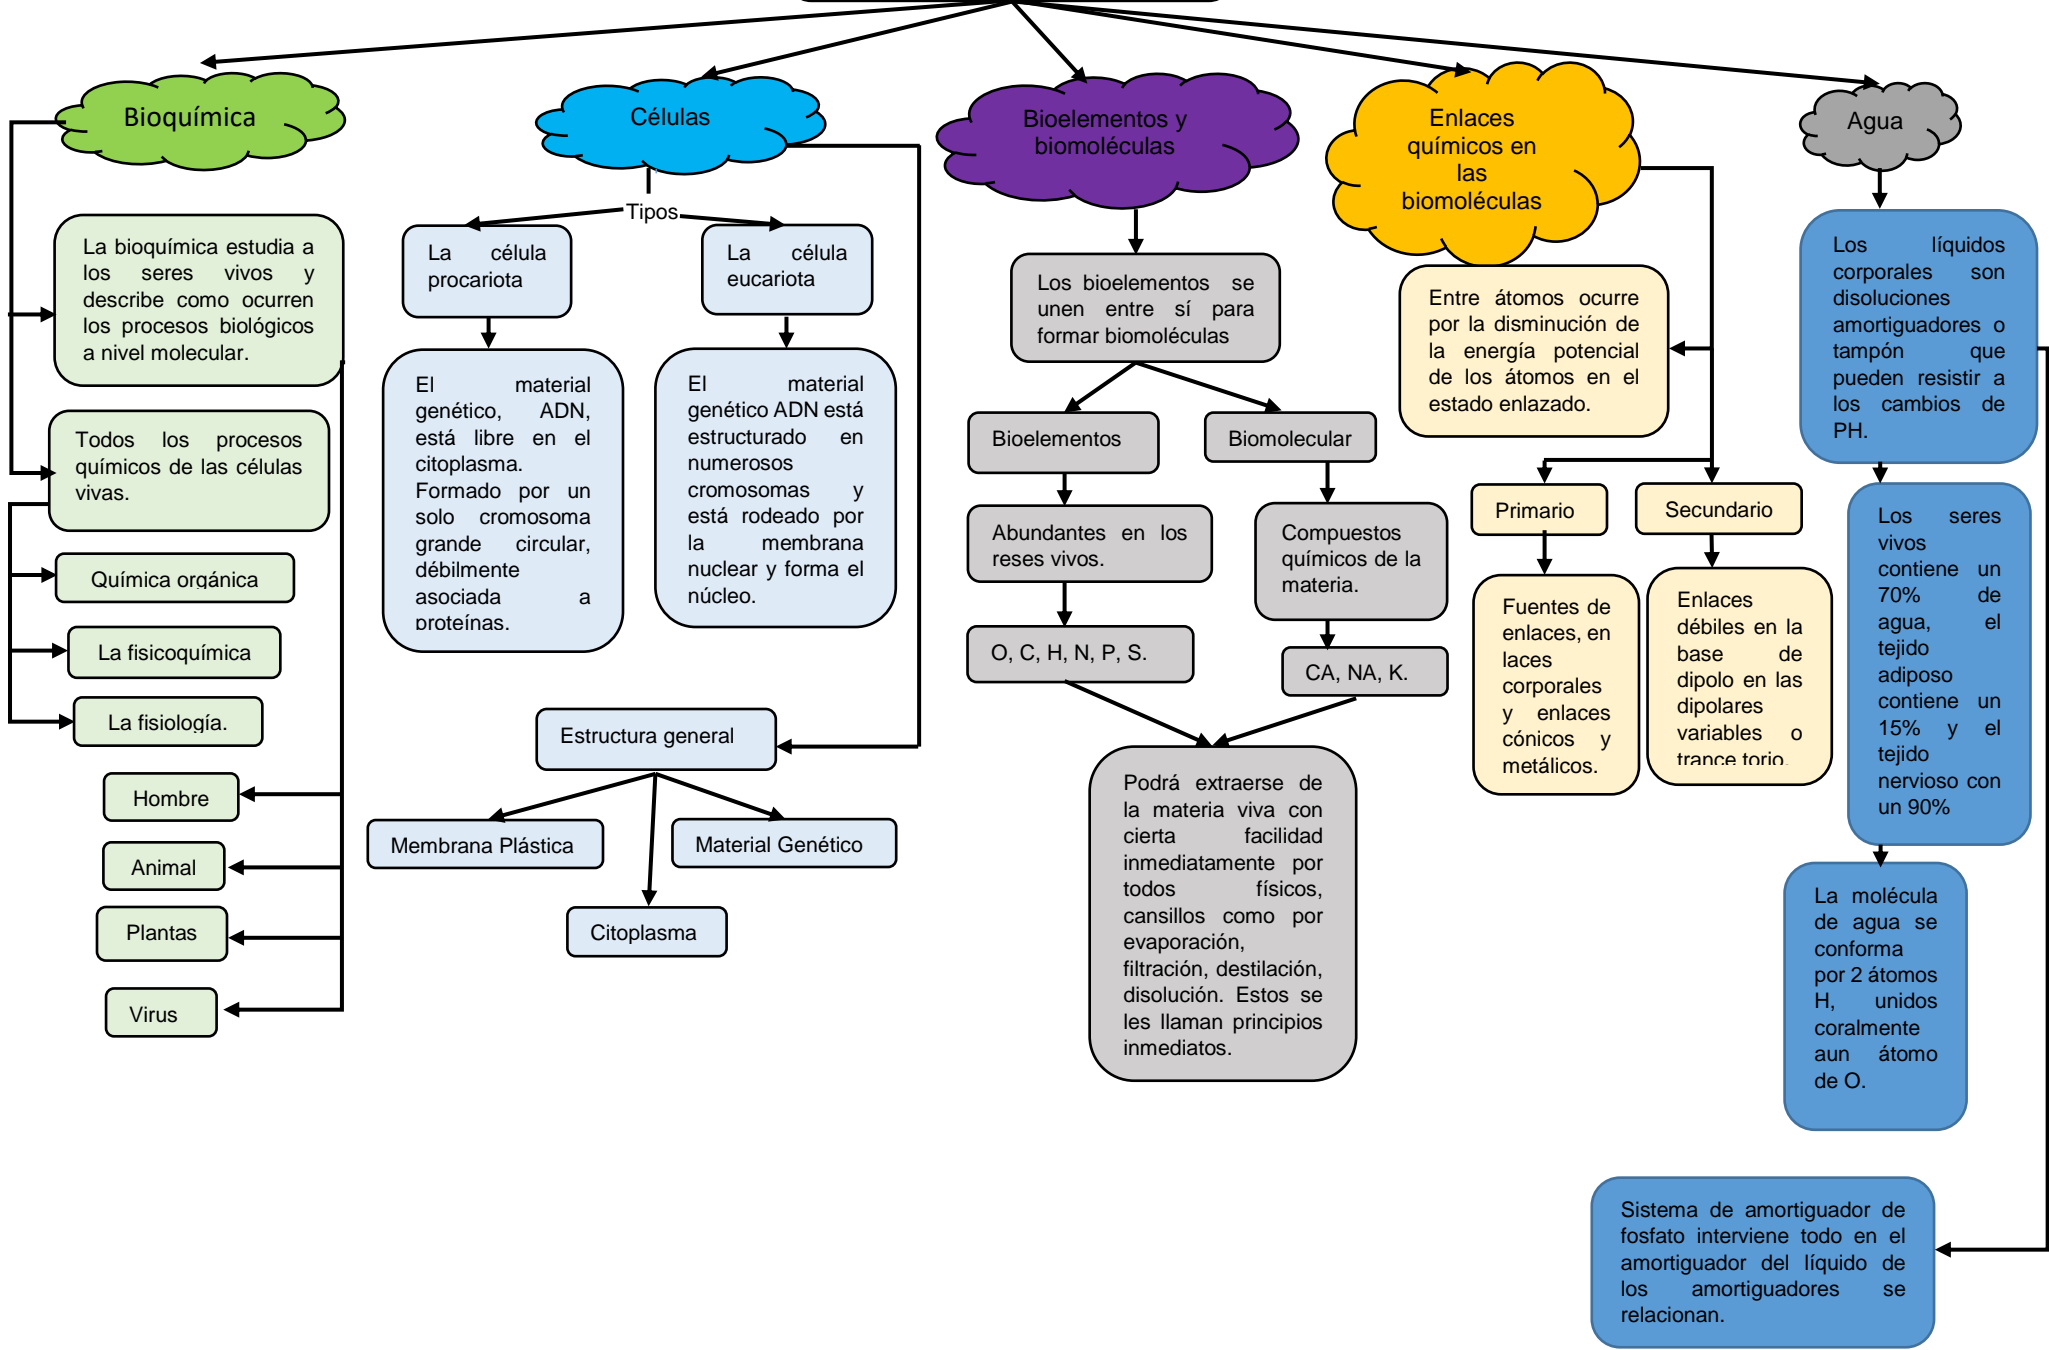 Bioquímica
La bioquímica estudia a
los seres vivos y
describe como ocurren
los procesos biológicos
a nivel molecular.
Todos los procesos
químicos de las células
vivas.
Química orgánica
La fisicoquímica
La fisiología.
Hombre
Animal
Plantas
Virus
Células
Tipos
La célula
procariota
La célula
eucariota
El material
genético, ADN,
está libre en el
citoplasma.
Formado por un
solo cromosoma
grande circular,
débilmente
asociada a
proteínas.
El material
genético ADN está
estructurado en
numerosos
cromosomas y
está rodeado por
la membrana
nuclear y forma el
núcleo.
Estructura general
Membrana Plástica
Material Genético
Citoplasma
Bioelementos y
biomoléculas
Los bioelementos se
unen entre sí para
formar biomoléculas
Bioelementos
Biomolecular
Abundantes en los
reses vivos.
Compuestos
químicos de la
materia.
O, C, H, N, P, S.
CA, NA, K.
Podrá extraerse de
la materia viva con
cierta facilidad
inmediatamente por
todos físicos,
cansillos como por
evaporación,
filtración, destilación,
disolución. Estos se
les llaman principios
inmediatos.
Enlaces
químicos en
las
biomoléculas
Entre átomos ocurre
por la disminución de
la energía potencial
de los átomos en el
estado enlazado.
Primario
Secundario
Fuentes de
enlaces, en
laces
corporales
y enlaces
cónicos y
metálicos.
Enlaces
débiles en la
base de
dipolo en las
dipolares
variables o
trance torio.
Agua
Los líquidos
corporales son
disoluciones
amortiguadores o
tampón que
pueden resistir a
los cambios de
PH.
Los seres
vivos
contiene un
70% de
agua, el
tejido
adiposo
contiene un
15% y el
tejido
nervioso con
un 90%
La molécula
de agua se
conforma
por 2 átomos
H, unidos
coralmente
aun átomo
de O.
Sistema de amortiguador de
fosfato interviene todo en el
amortiguador del líquido de
los amortiguadores se
relacionan.